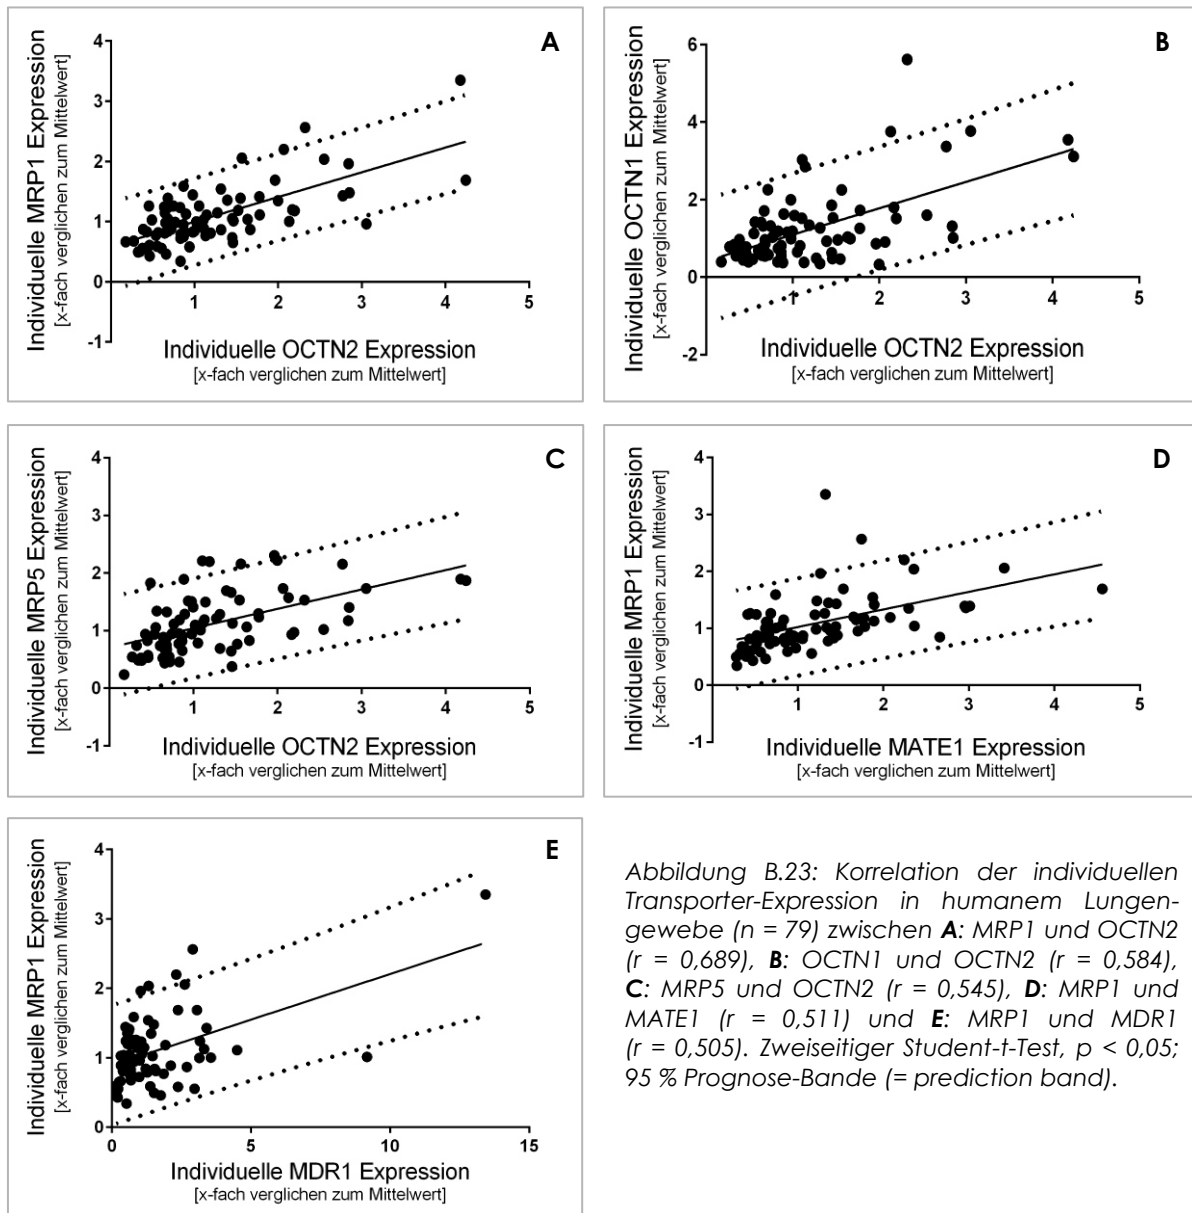 A
Individuelle MRP1 Expression
[x-fach verglichen zum Mittelwert]
4
3
2
1
0
-1
1 2 3 4 5
Individuelle OCTN2 Expression
[x-fach verglichen zum Mittelwert]
B
Individuelle OCTN1 Expression
[x-fach verglichen zum Mittelwert]
6
4
2
0
-2
1 2 3 4 5
Individuelle OCTN2 Expression
[x-fach verglichen zum Mittelwert]
C
Individuelle MRP5 Expression
[x-fach verglichen zum Mittelwert]
4
3
2
1
0
-1
1 2 3 4 5
Individuelle OCTN2 Expression
[x-fach verglichen zum Mittelwert]
D
Individuelle MRP1 Expression
[x-fach verglichen zum Mittelwert]
4
3
2
1
0
-1
1 2 3 4 5
Individuelle MATE1 Expression
[x-fach verglichen zum Mittelwert]
E
Individuelle MRP1 Expression
[x-fach verglichen zum Mittelwert]
4
3
2
1
0
0 5 10 15
Individuelle MDR1 Expression
[x-fach verglichen zum Mittelwert]
Abbildung B.23: Korrelation der individuellen
Transporter-Expression in humanem Lungen-
gewebe (n = 79) zwischen A: MRP1 und OCTN2
(r = 0,689), B: OCTN1 und OCTN2 (r = 0,584),
C: MRP5 und OCTN2 (r = 0,545), D: MRP1 und
MATE1 (r = 0,511) und E: MRP1 und MDR1
(r = 0,505). Zweiseitiger Student-t-Test, p < 0,05;
95 % Prognose-Bande (= prediction band).